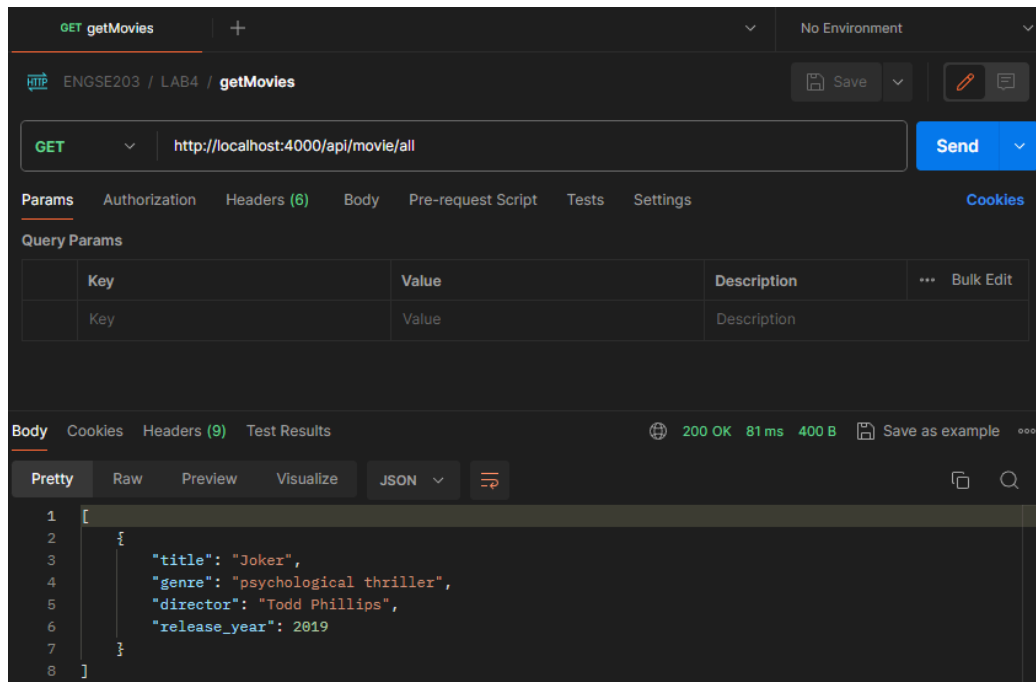 GET getMovies + No Environment
HTTP ENGSE203 / LAB4 / getMovies Save
GET http://localhost:4000/api/movie/all Send
Params Authorization Headers (6) Body Pre-request Script Tests Settings Cookies
Query Params
Key Value Description ••• Bulk Edit
Key Value Description
Body Cookies Headers (9) Test Results 200 OK 81 ms 400 B Save as example
Pretty Raw Preview Visualize JSON
1 [
2 {
3 "title": "Joker",
4 "genre": "psychological thriller",
5 "director": "Todd Phillips",
6 "release_year": 2019
7 }
8 ]